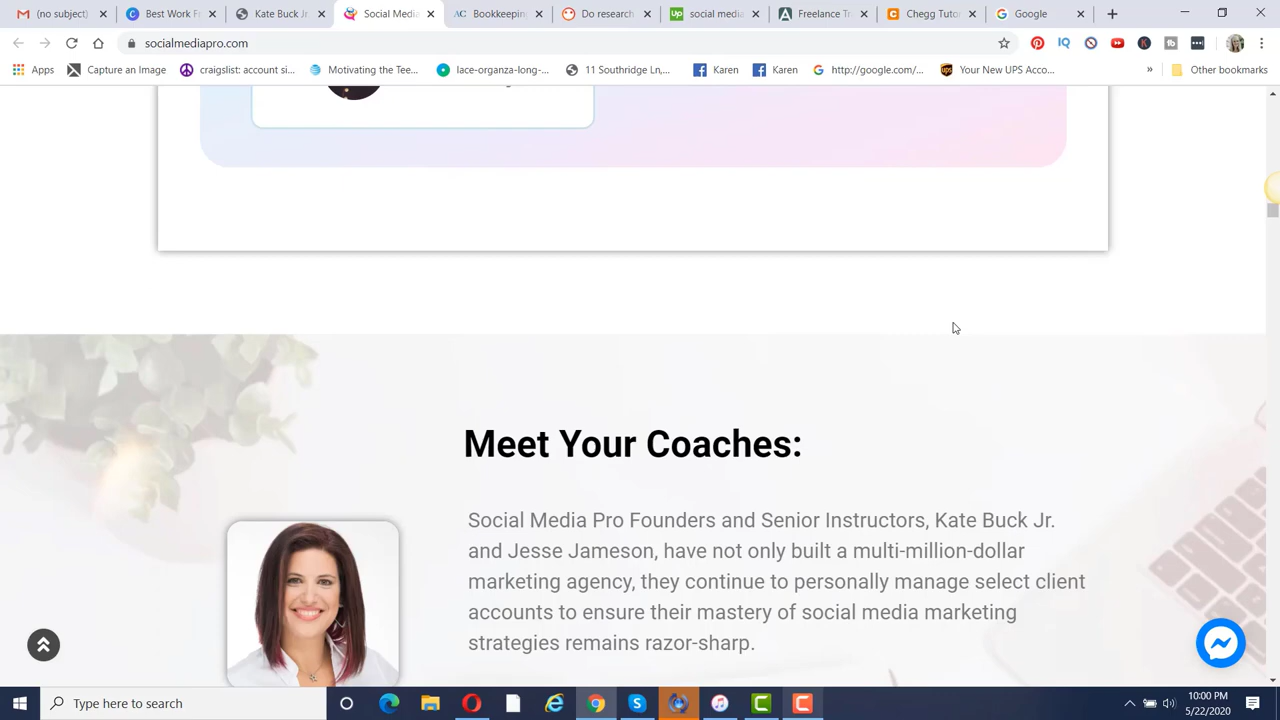 (no subject)
Best Work Fr
Kate Buck Jr
Social Media
Bookkeeping
Do research
social media
Freelance Tr
Chegg Tutor
Google
socialmediapro.com
Apps
Capture an Image
craigslist: account si...
Motivating the Tee...
lace-organza-long-...
11 Southridge Ln,...
Karen
Karen
http://google.com/...
Your New UPS Acco...
»
Other bookmarks
Meet Your Coaches:
Social Media Pro Founders and Senior Instructors, Kate Buck Jr.
and Jesse Jameson, have not only built a multi-million-dollar
marketing agency, they continue to personally manage select client
accounts to ensure their mastery of social media marketing
strategies remains razor-sharp.
Type here to search
10:00 PM
5/22/2020